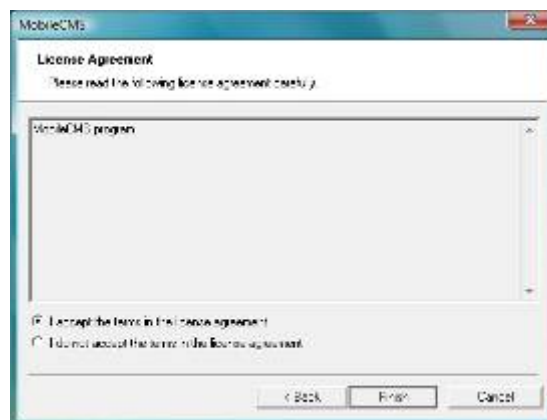 MobileCMS
License Agreement
Please read the following license agreement carefully.
MobileCMS program
I accept the terms in the license agreement
I do not accept the terms in the license agreement
< Back
Finish
Cancel